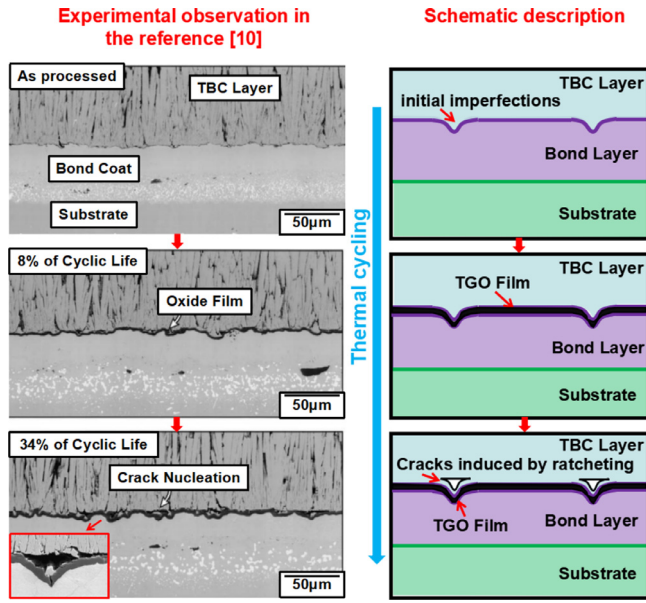 Experimental observation in
the reference [10]
As processed
TBC Layer
Bond Coat
Substrate
50μm
8% of Cyclic Life
Oxide Film
50μm
34% of Cyclic Life
Crack Nucleation
50μm
Thermal cycling
Schematic description
TBC Layer
initial imperfections
Bond Layer
Substrate
TBC Layer
TGO Film
Bond Layer
Substrate
TBC Layer
Cracks induced by ratcheting
TGO Film
Bond Layer
Substrate